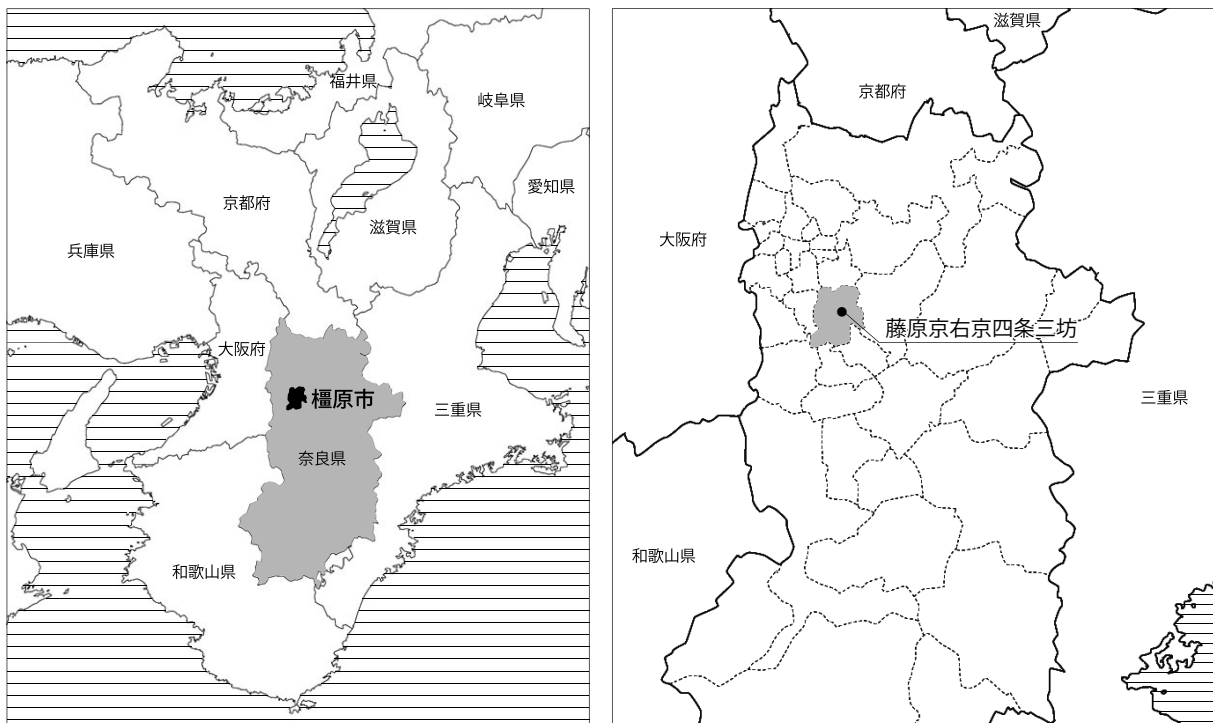 福井県
岐阜県
愛知県
京都府
滋賀県
兵庫県
大阪府
橿原市
三重県
奈良県
和歌山県
滋賀県
京都府
大阪府
藤原京右京四条三坊
三重県
和歌山県